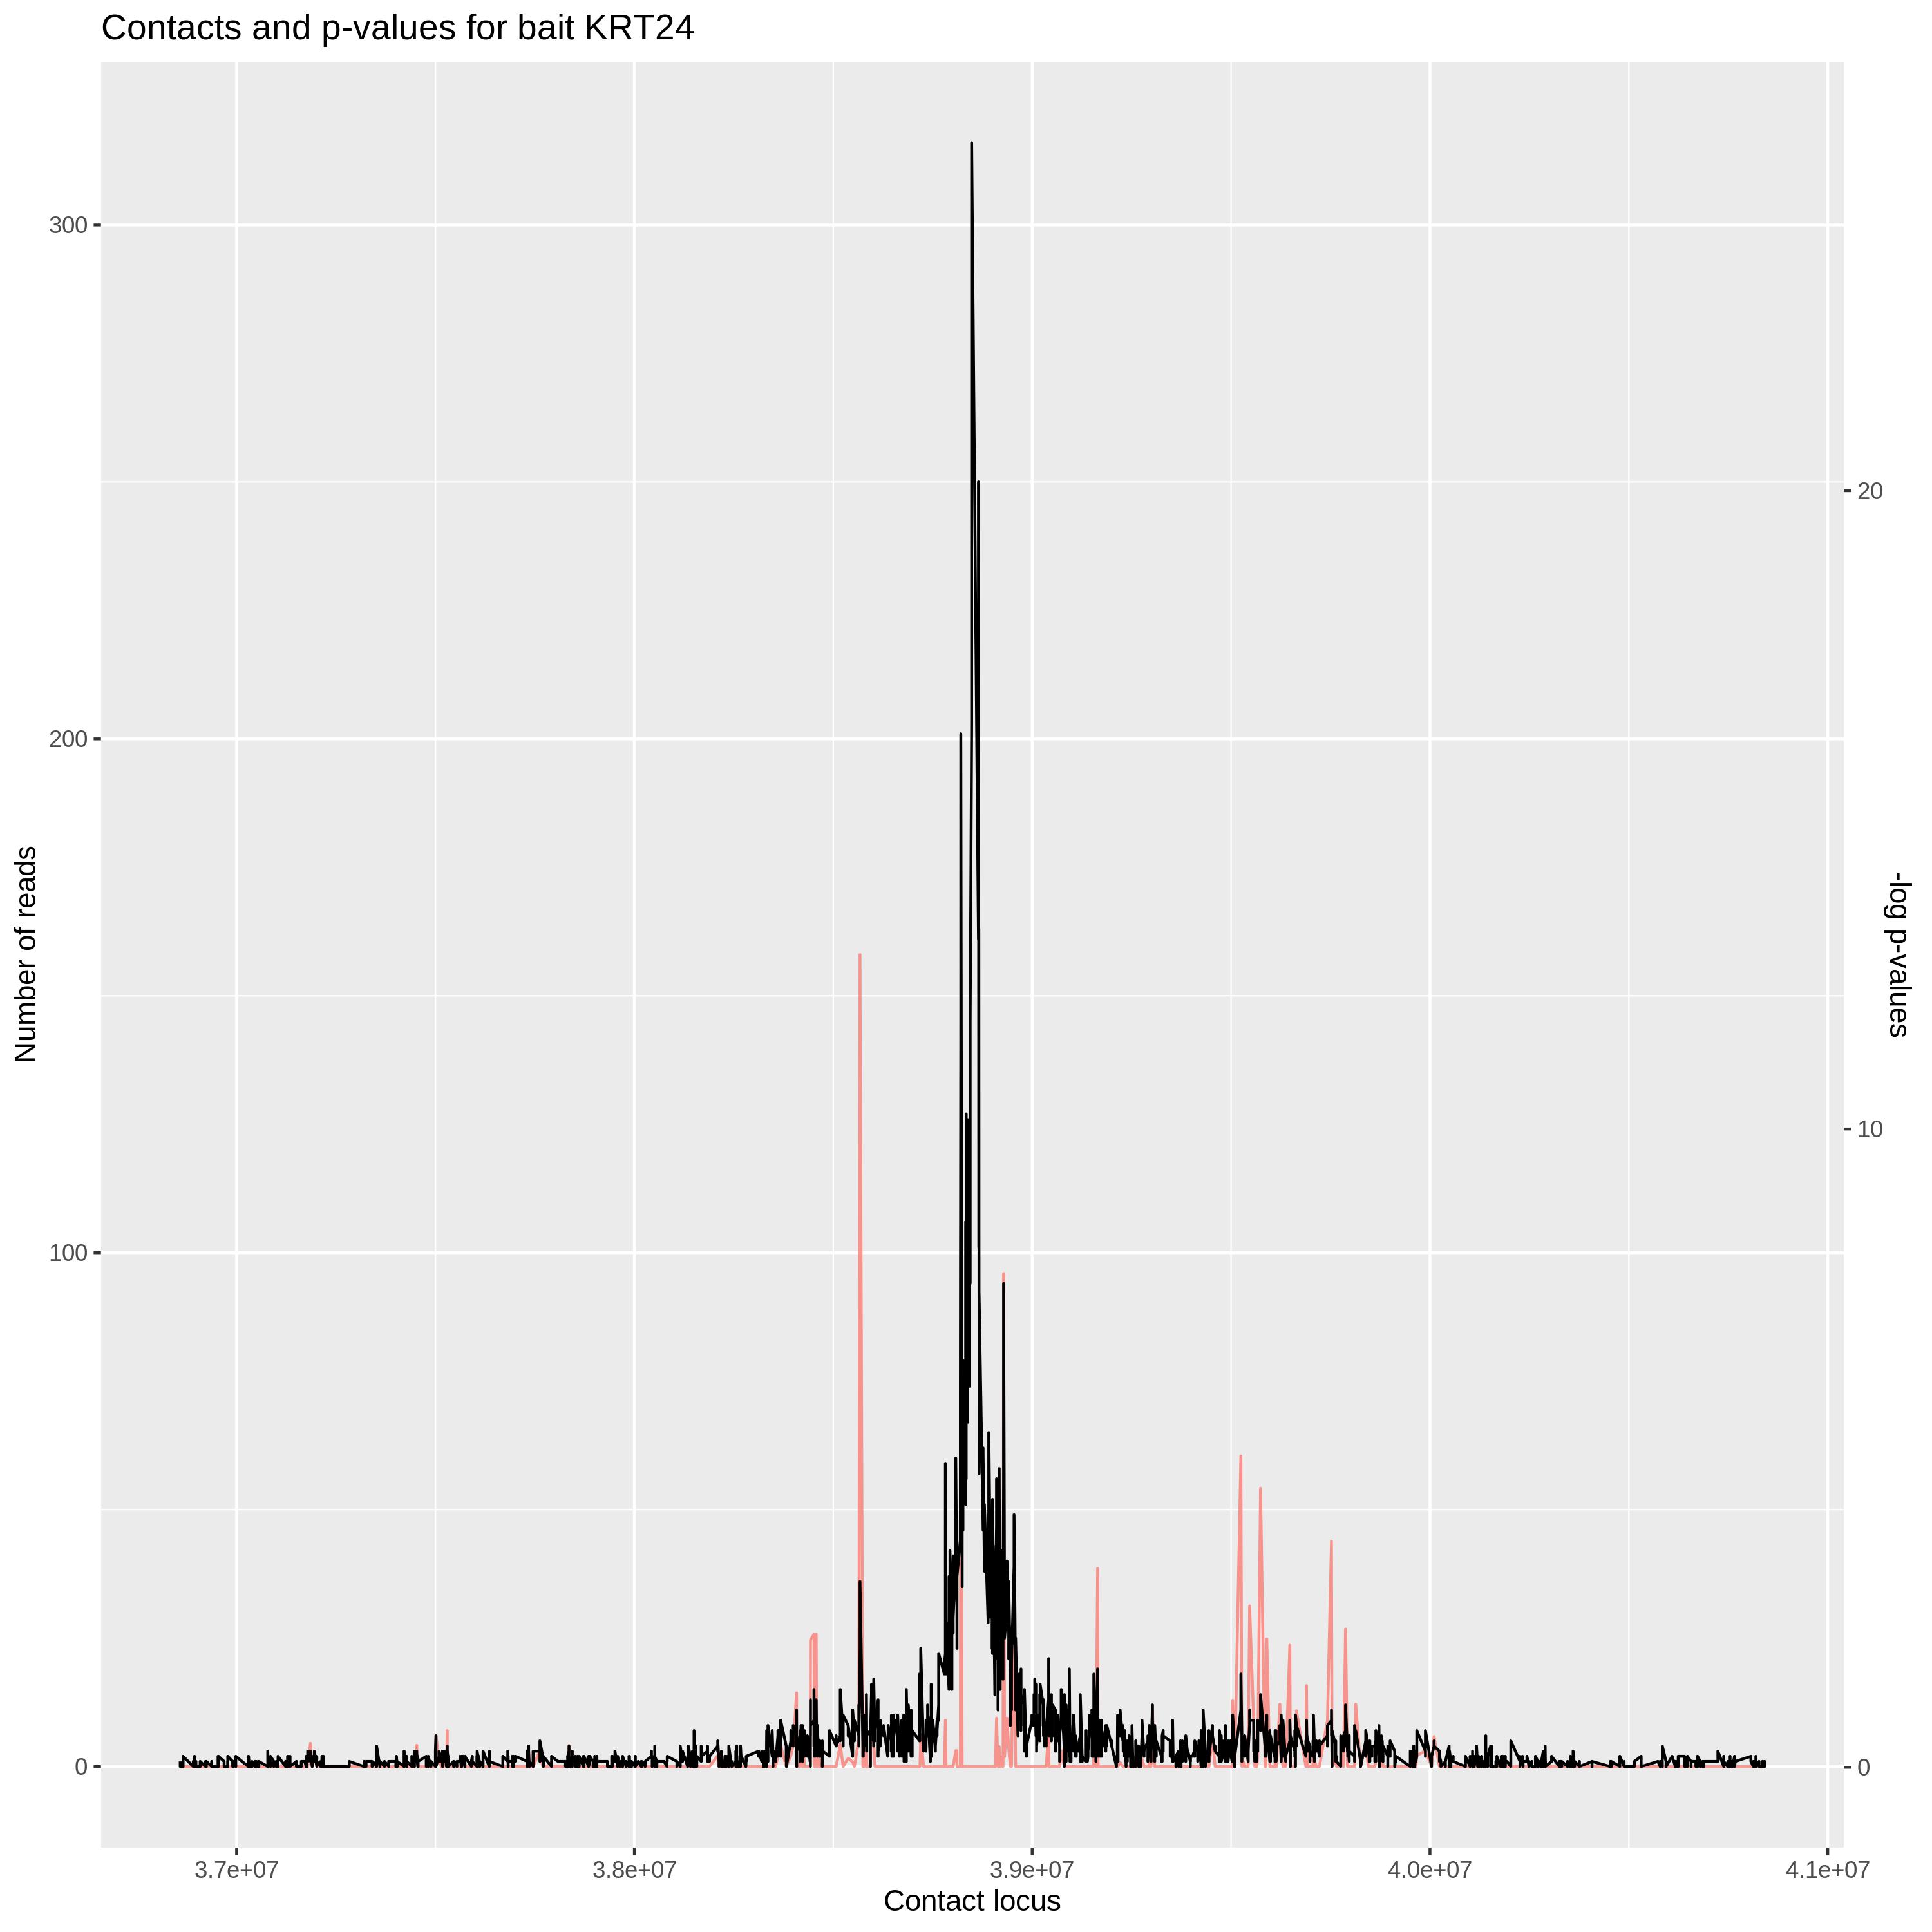 Contacts and p-values for bait KRT24
300
200
100
0
Number of reads
20
10
0
-log p-values
3.7e+07
3.8e+07
3.9e+07
4.0e+07
4.1e+07
Contact locus